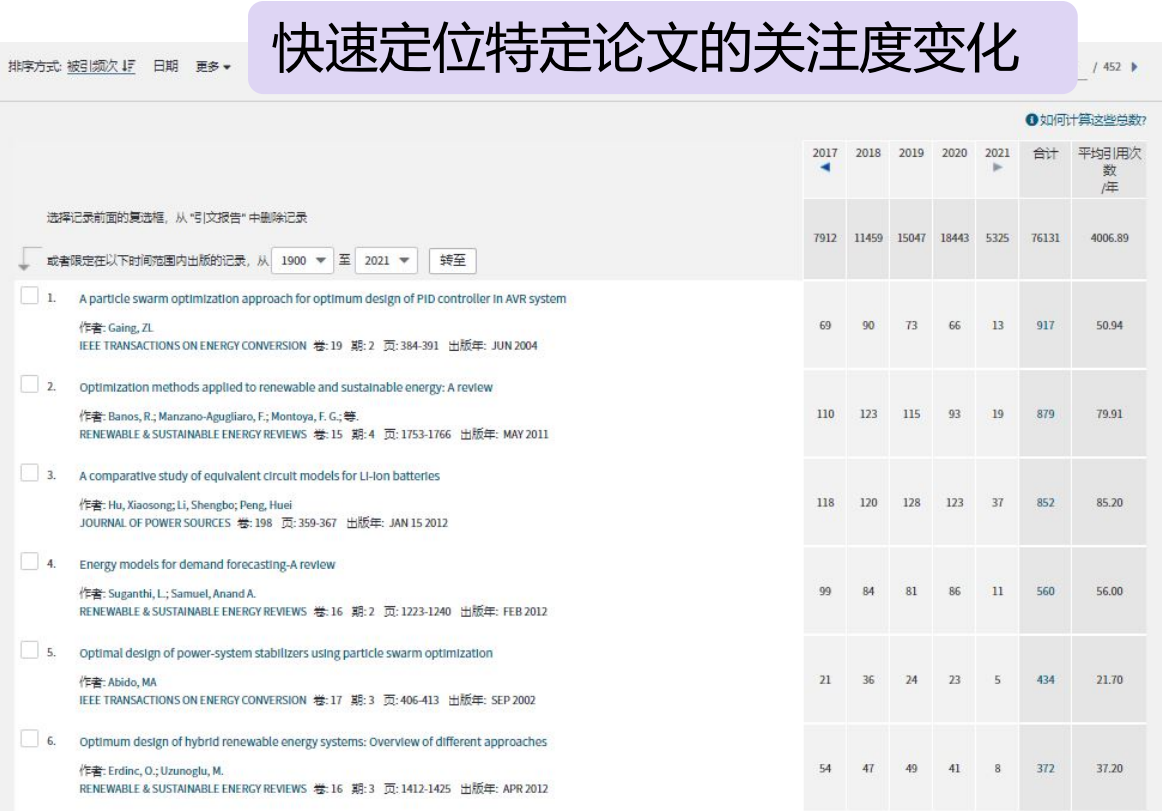 快速定位特定论文的关注度变化
排序方式: 被引频次 更多 日期
/ 452
如何计算这些总数?
2017 2018 2019 2020 2021 合计 平均引用次
数
/年
选择记录前面的复选框, 从 "引文报告" 中删除记录
7912 11459 15047 18443 5325 76131 4006.89
或者限定在以下时间范围内出版的记录, 从 1900 至 2021 转至
1. A particle swarm optimization approach for optimum design of PID controller in AVR system
作者: Gaing, ZL
69 90 73 66 13 917 50.94
IEEE TRANSACTIONS ON ENERGY CONVERSION 卷: 19 期: 2 页: 384-391 出版年: JUN 2004
2. Optimization methods applied to renewable and sustainable energy: A review
作者: Banos, R.; Manzano-Agugliaro, F.; Montoya, F. G.; 等.
110 123 115 93 19 879 79.91
RENEWABLE & SUSTAINABLE ENERGY REVIEWS 卷: 15 期: 4 页: 1753-1766 出版年: MAY 2011
3. A comparative study of equivalent circuit models for Li-ion batteries
作者: Hu, Xiaosong; Li, Shengbo; Peng, Huei
118 120 128 123 37 852 85.20
JOURNAL OF POWER SOURCES 卷: 198 页: 359-367 出版年: JAN 15 2012
4. Energy models for demand forecasting-A review
作者: Suganthi, L.; Samuel, Anand A.
99 84 81 86 11 560 56.00
RENEWABLE & SUSTAINABLE ENERGY REVIEWS 卷: 16 期: 2 页: 1223-1240 出版年: FEB 2012
5. Optimal design of power-system stabilizers using particle swarm optimization
作者: Abido, MA
21 36 24 23 5 434 21.70
IEEE TRANSACTIONS ON ENERGY CONVERSION 卷: 17 期: 3 页: 406-413 出版年: SEP 2002
6. Optimum design of hybrid renewable energy systems: Overview of different approaches
作者: Erdinc, O.; Uzunoglu, M.
54 47 49 41 8 372 37.20
RENEWABLE & SUSTAINABLE ENERGY REVIEWS 卷: 16 期: 3 页: 1412-1425 出版年: APR 2012